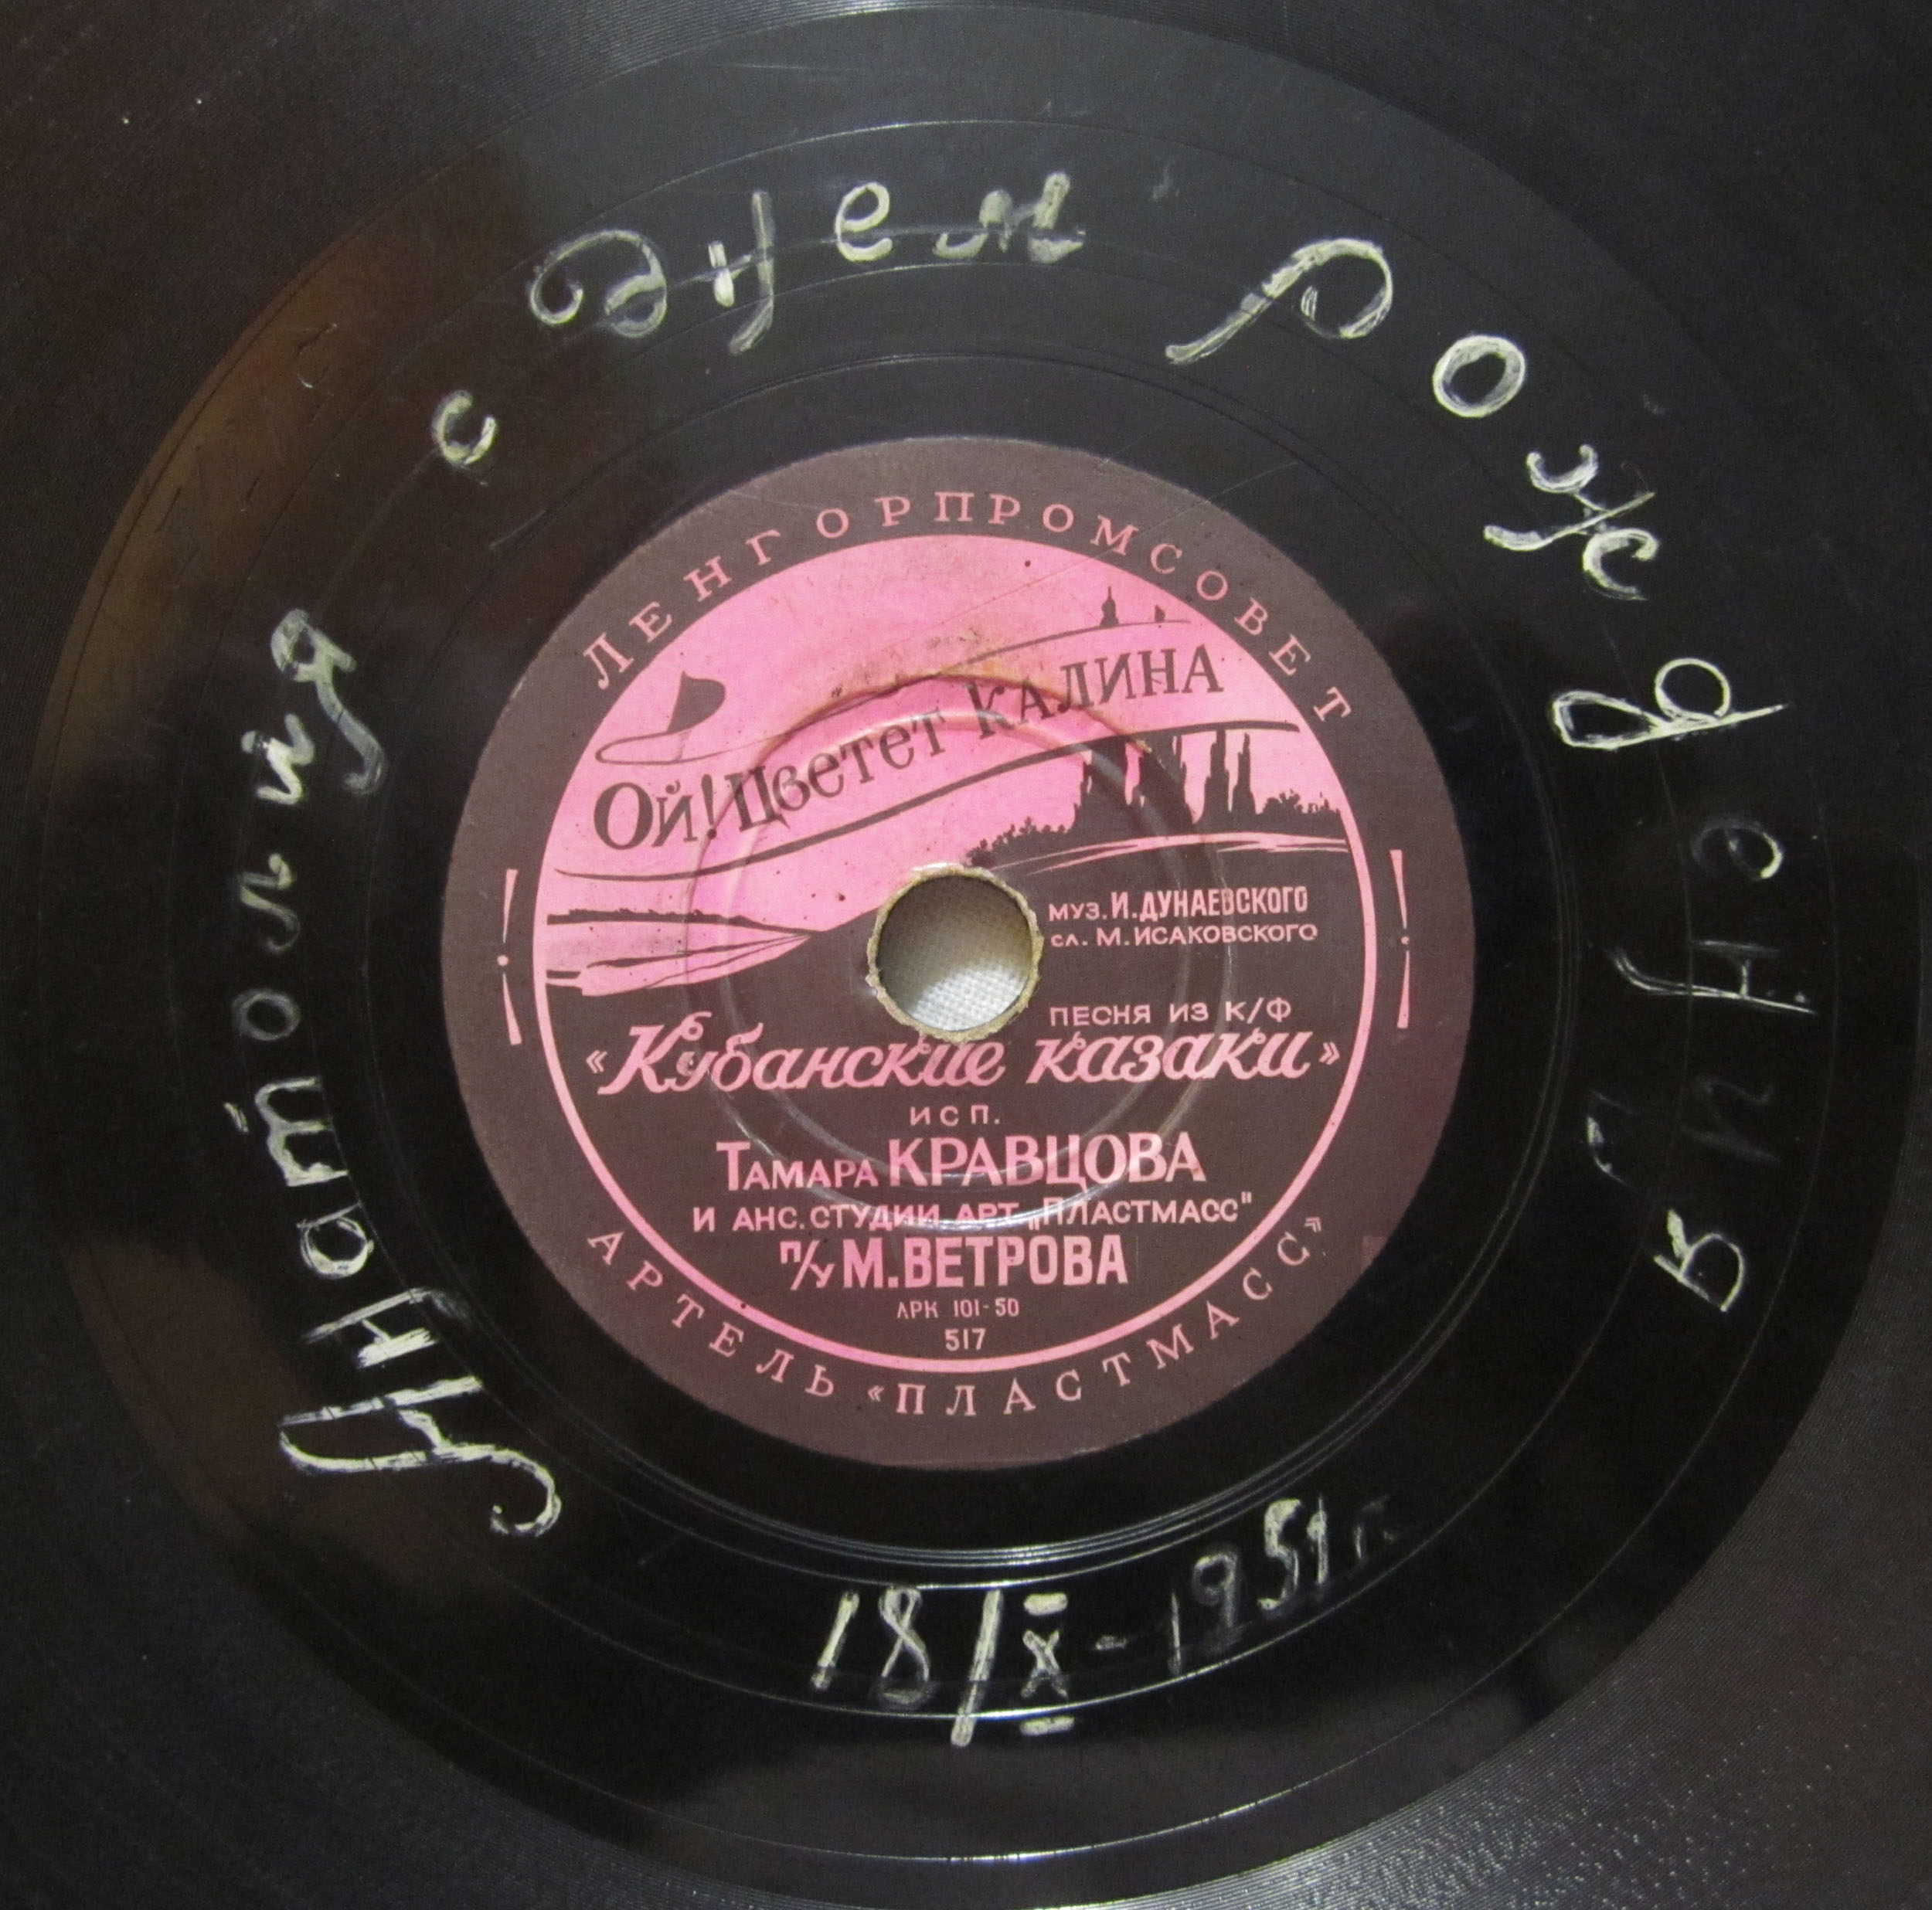 Анатолия с днем рождения
18/X-1951 г.
ЛЕНГОРПРОМСОВЕТ
ОЙ! ЦВЕТЕТ КАЛИНА
МУЗ. И. ДУНАЕВСКОГО
СЛ. М. ИСАКОВСКОГО
ПЕСНЯ ИЗ К/Ф
«Кубанские казаки»
ИСП.
ТАМАРА КРАВЦОВА
И АНС. СТУДИИ АРТ „ПЛАСТМАСС"
П/У М. ВЕТРОВА
АРК 101-50
517
АРТЕЛЬ «ПЛАСТМАСС»